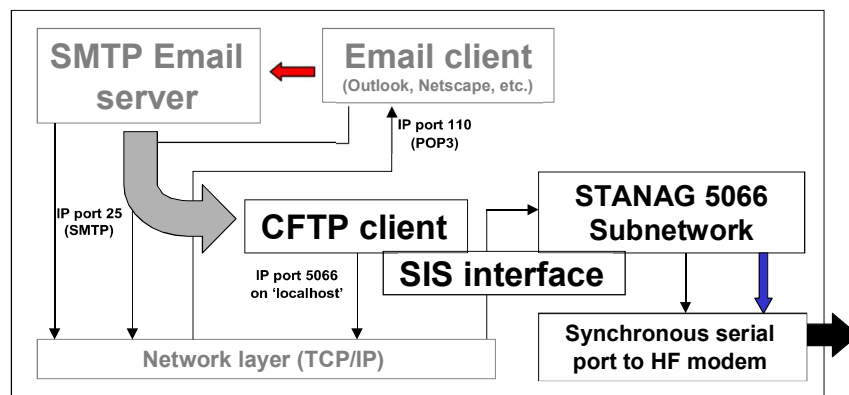 SMTP Email
server
Email client
(Outlook, Netscape, etc.)
IP port 110
(POP3)
IP port 25
(SMTP)
CFTP client
STANAG 5066
Subnetwork
SIS interface
IP port 5066
on ‘localhost’
Network layer (TCP/IP)
Synchronous serial
port to HF modem